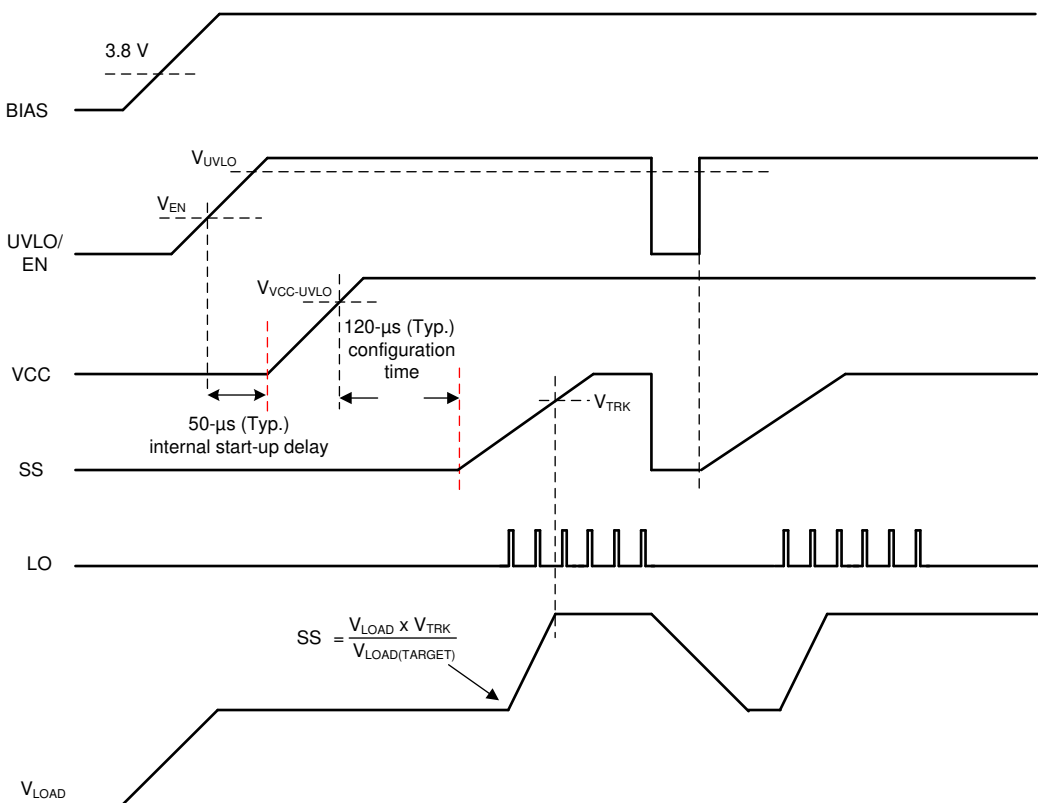 3.8 V
BIAS
VUVLO
VEN
UVLO/
EN
VVCC-UVLO
120-µs (Typ.)
configuration
time
VCC
VTRK
50-µs (Typ.)
internal start-up delay
SS
LO
SS = VLOAD x VTRK
VLOAD(TARGET)
VLOAD